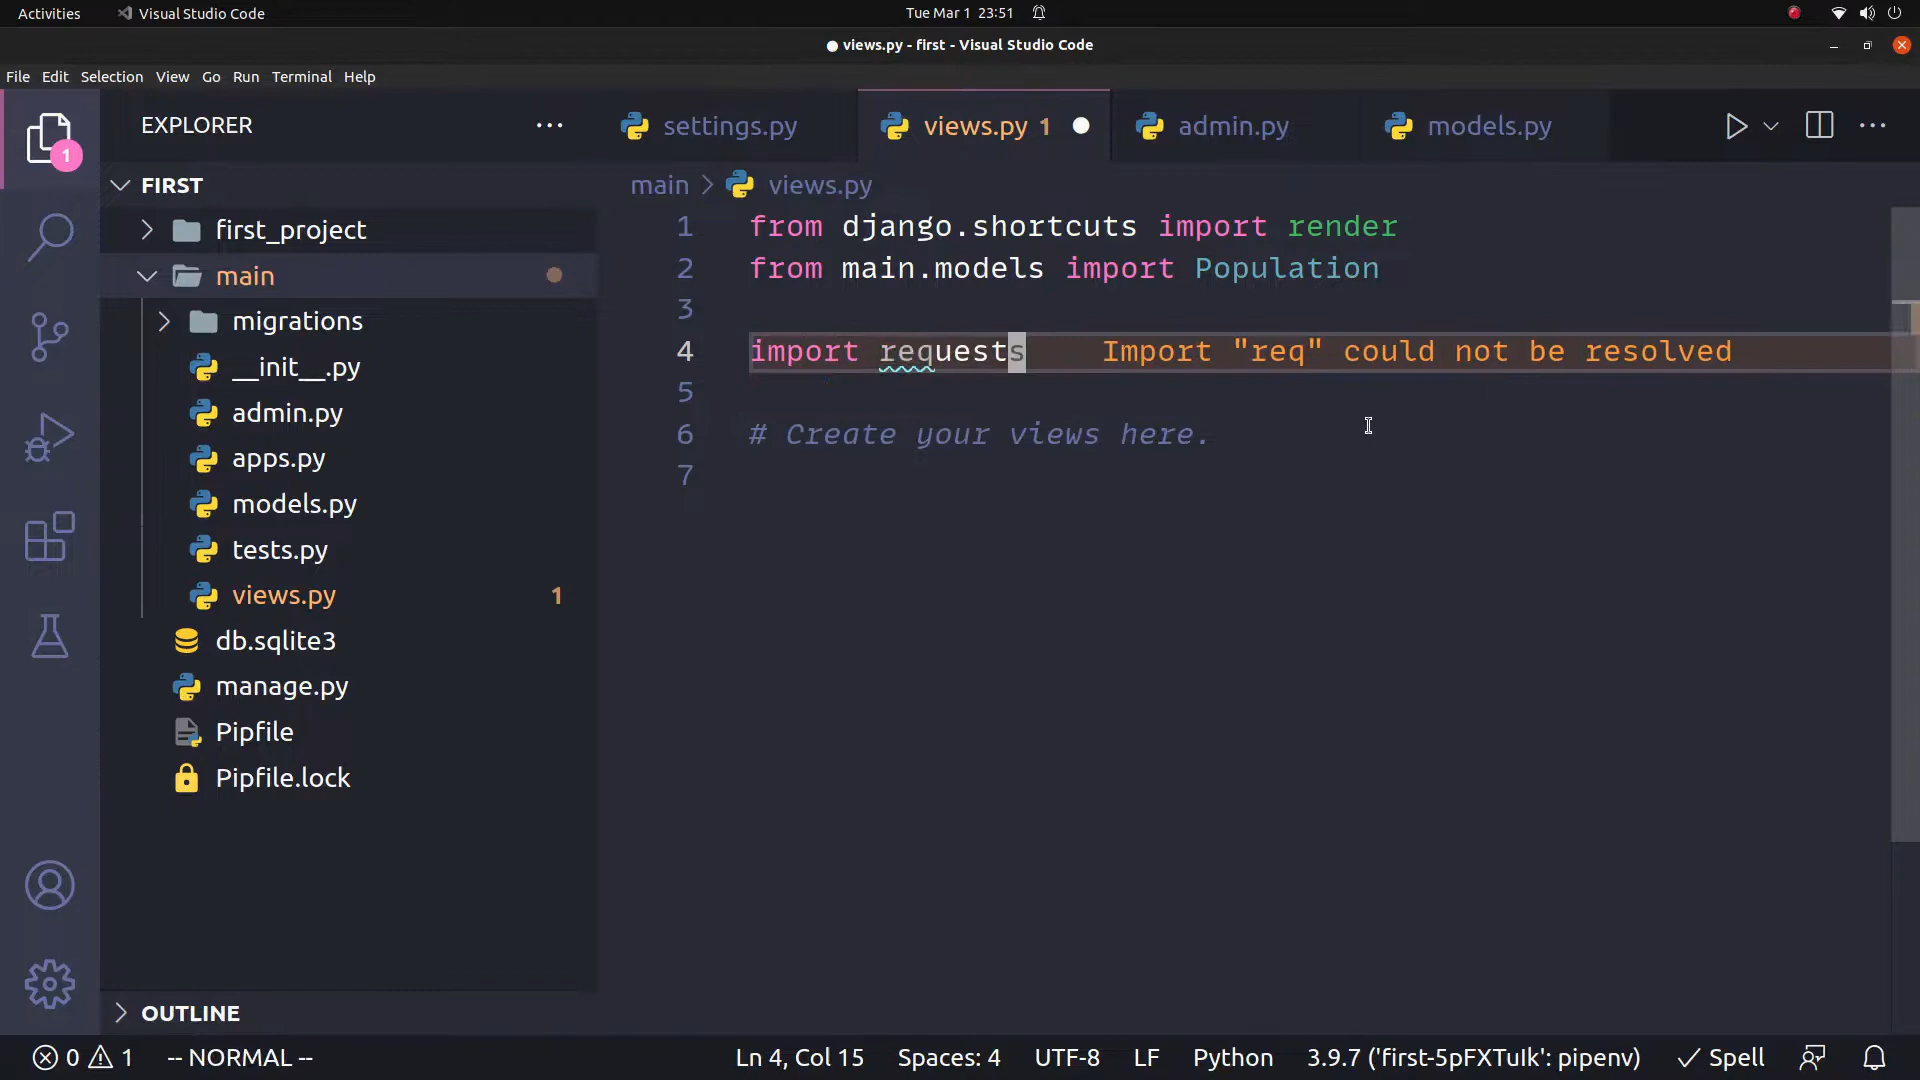 Activities
Visual Studio Code
Tue Mar 1 23:51
views.py - first - Visual Studio Code
File Edit Selection View Go Run Terminal Help
EXPLORER
settings.py
views.py 1
admin.py
models.py
1
FIRST
main
views.py
first_project
main
migrations
__init__.py
admin.py
apps.py
models.py
tests.py
views.py 1
db.sqlite3
manage.py
Pipfile
Pipfile.lock
OUTLINE
1 from django.shortcuts import render
2 from main.models import Population
3
4 import requests Import "req" could not be resolved
5
6 # Create your views here.
7
0 1 -- NORMAL -- Ln 4, Col 15 Spaces: 4 UTF-8 LF Python 3.9.7 ('first-5pFXTuIk': pipenv) Spell